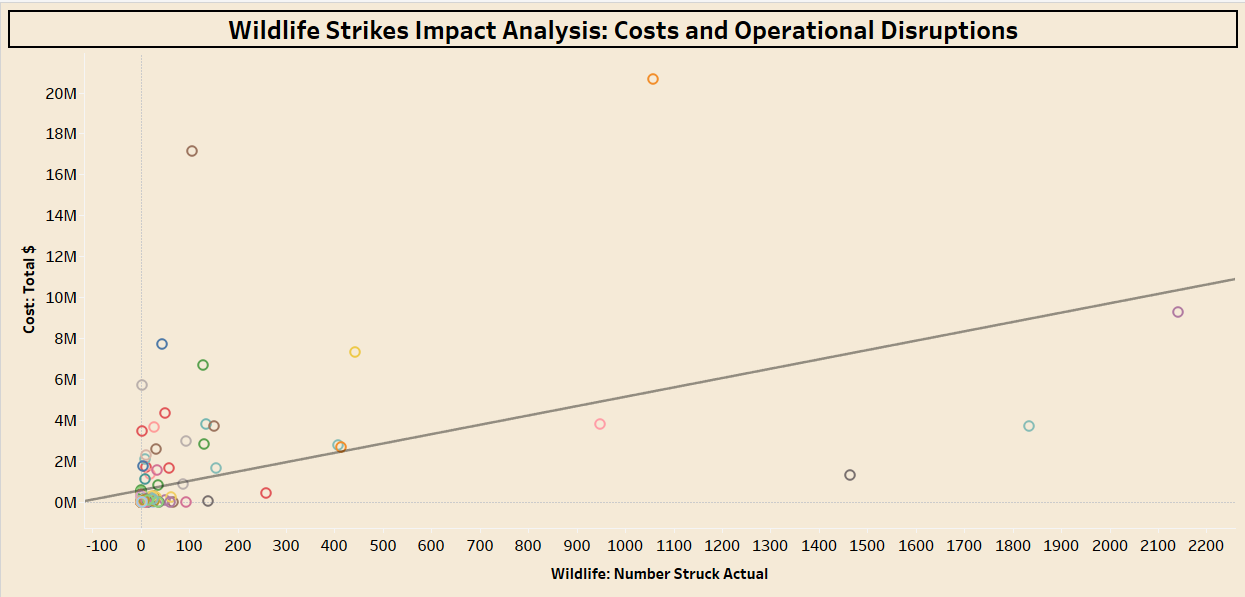 Wildlife Strikes Impact Analysis: Costs and Operational Disruptions
20M
18M
16M
14M
12M
10M
8M
6M
4M
2M
0M
Cost: Total $
-100 0 100 200 300 400 500 600 700 800 900 1000 1100 1200 1300 1400 1500 1600 1700 1800 1900 2000 2100 2200
Wildlife: Number Struck Actual